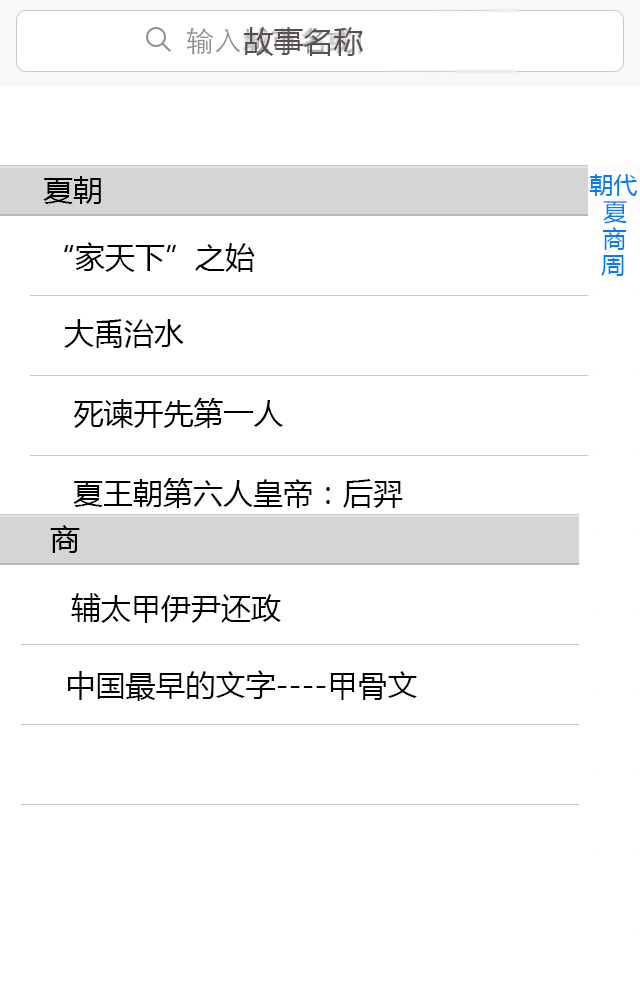 输入故事名称
夏朝
朝代
夏
商
周
“家天下”之始
大禹治水
死谏开先第一人
夏王朝第六人皇帝：后羿
商
辅太甲伊尹还政
中国最早的文字----甲骨文